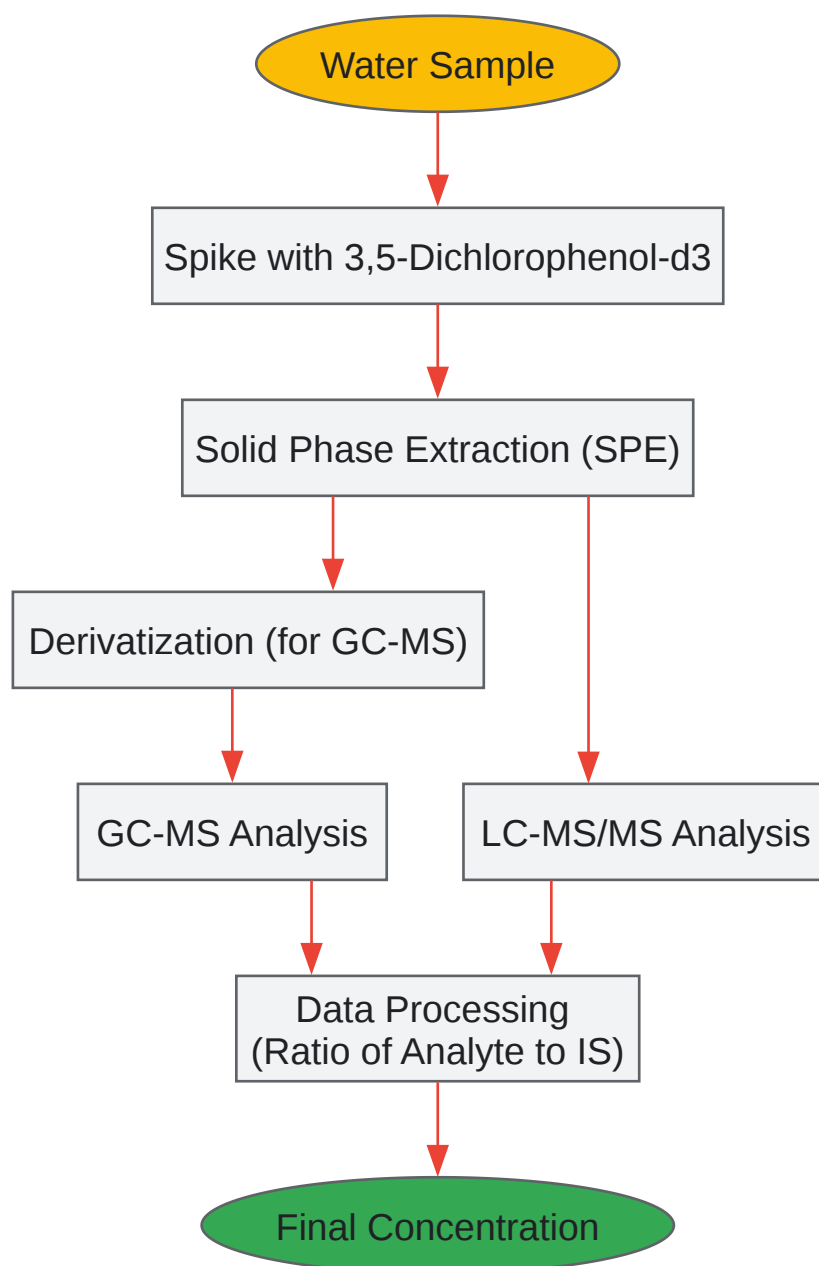 Water Sample
Spike with 3,5-Dichlorophenol-d3
Solid Phase Extraction (SPE)
Derivatization (for GC-MS)
GC-MS Analysis
LC-MS/MS Analysis
Data Processing
(Ratio of Analyte to IS)
Final Concentration